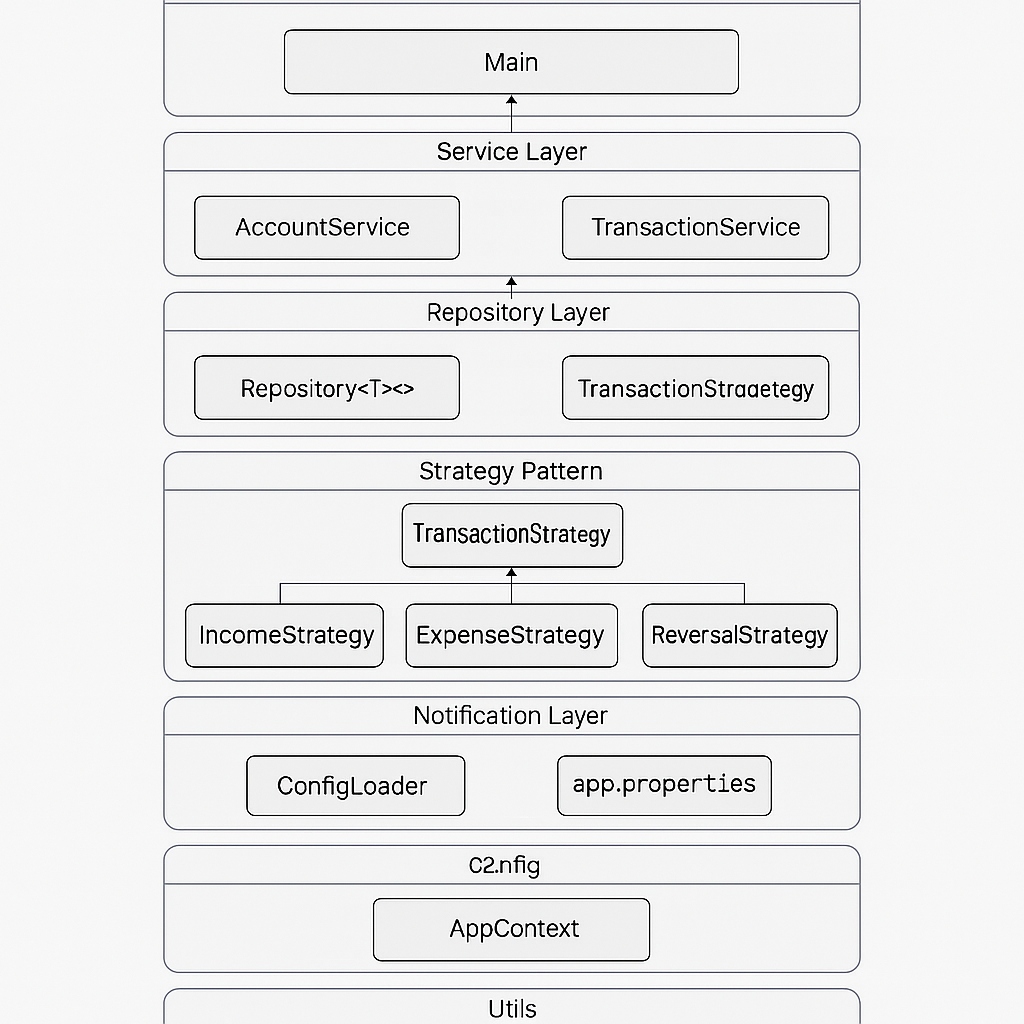 Main
Service Layer
AccountService
TransactionService
Repository Layer
Repository<T><>
TransactionStraɑetegy
Strategy Pattern
TransactionStrategy
IncomeStrategy
ExpenseStrategy
ReversalStrategy
Notification Layer
ConfigLoader
app.properties
C2.nfig
AppContext
Utils